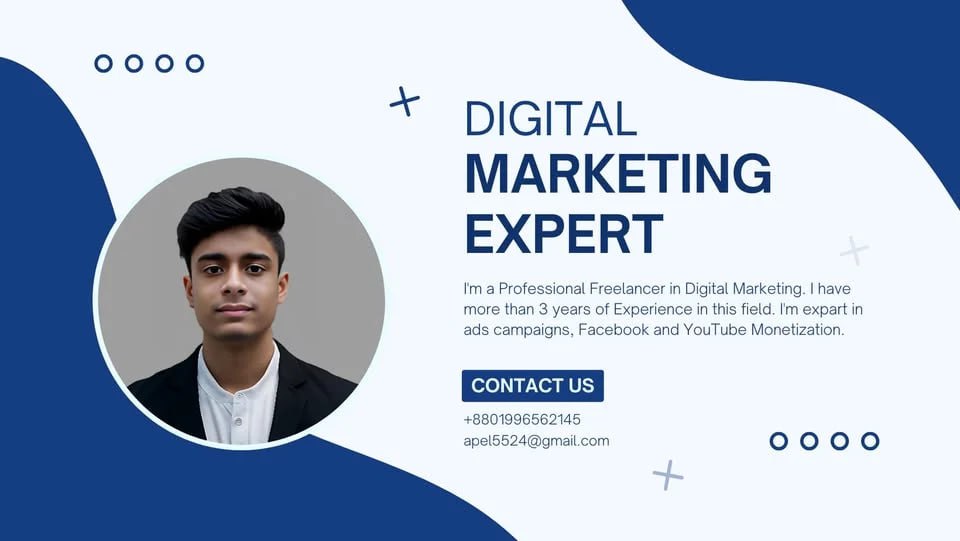 DIGITAL
MARKETING
EXPERT
I'm a Professional Freelancer in Digital Marketing. I have
more than 3 years of Experience in this field. I'm expart in
ads campaigns, Facebook and YouTube Monetization.
CONTACT US
+8801996562145
apel5524@gmail.com